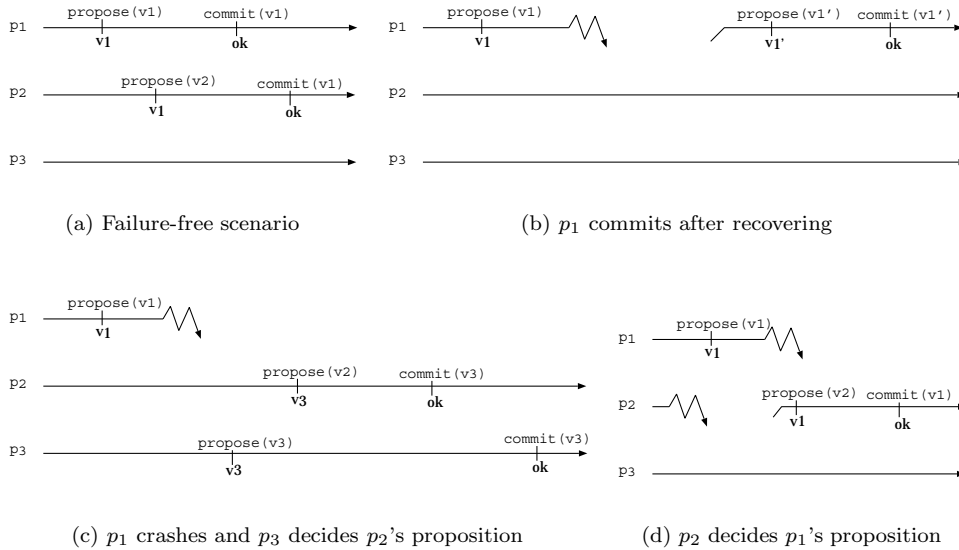 propose(v1) commit(v1)
p1
v1 ok
propose(v2) commit(v1)
p2
v1 ok
p3
(a) Failure-free scenario
propose(v1) propose(v1') commit(v1')
p1
v1 v1' ok
p2
p3
(b) p1 commits after recovering
propose(v1)
p1
v1
propose(v2) commit(v3)
p2
v3 ok
propose(v3) commit(v3)
p3
v3 ok
(c) p1 crashes and p3 decides p2's proposition
propose(v1)
p1
v1
propose(v2) commit(v1)
p2
v1 ok
p3
(d) p2 decides p1's proposition